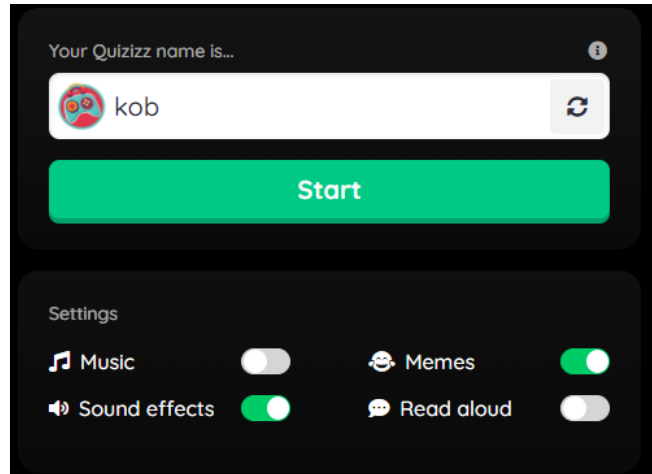 Your Quizizz name is...
kob
Start
Settings
Music
Memes
Sound effects
Read aloud